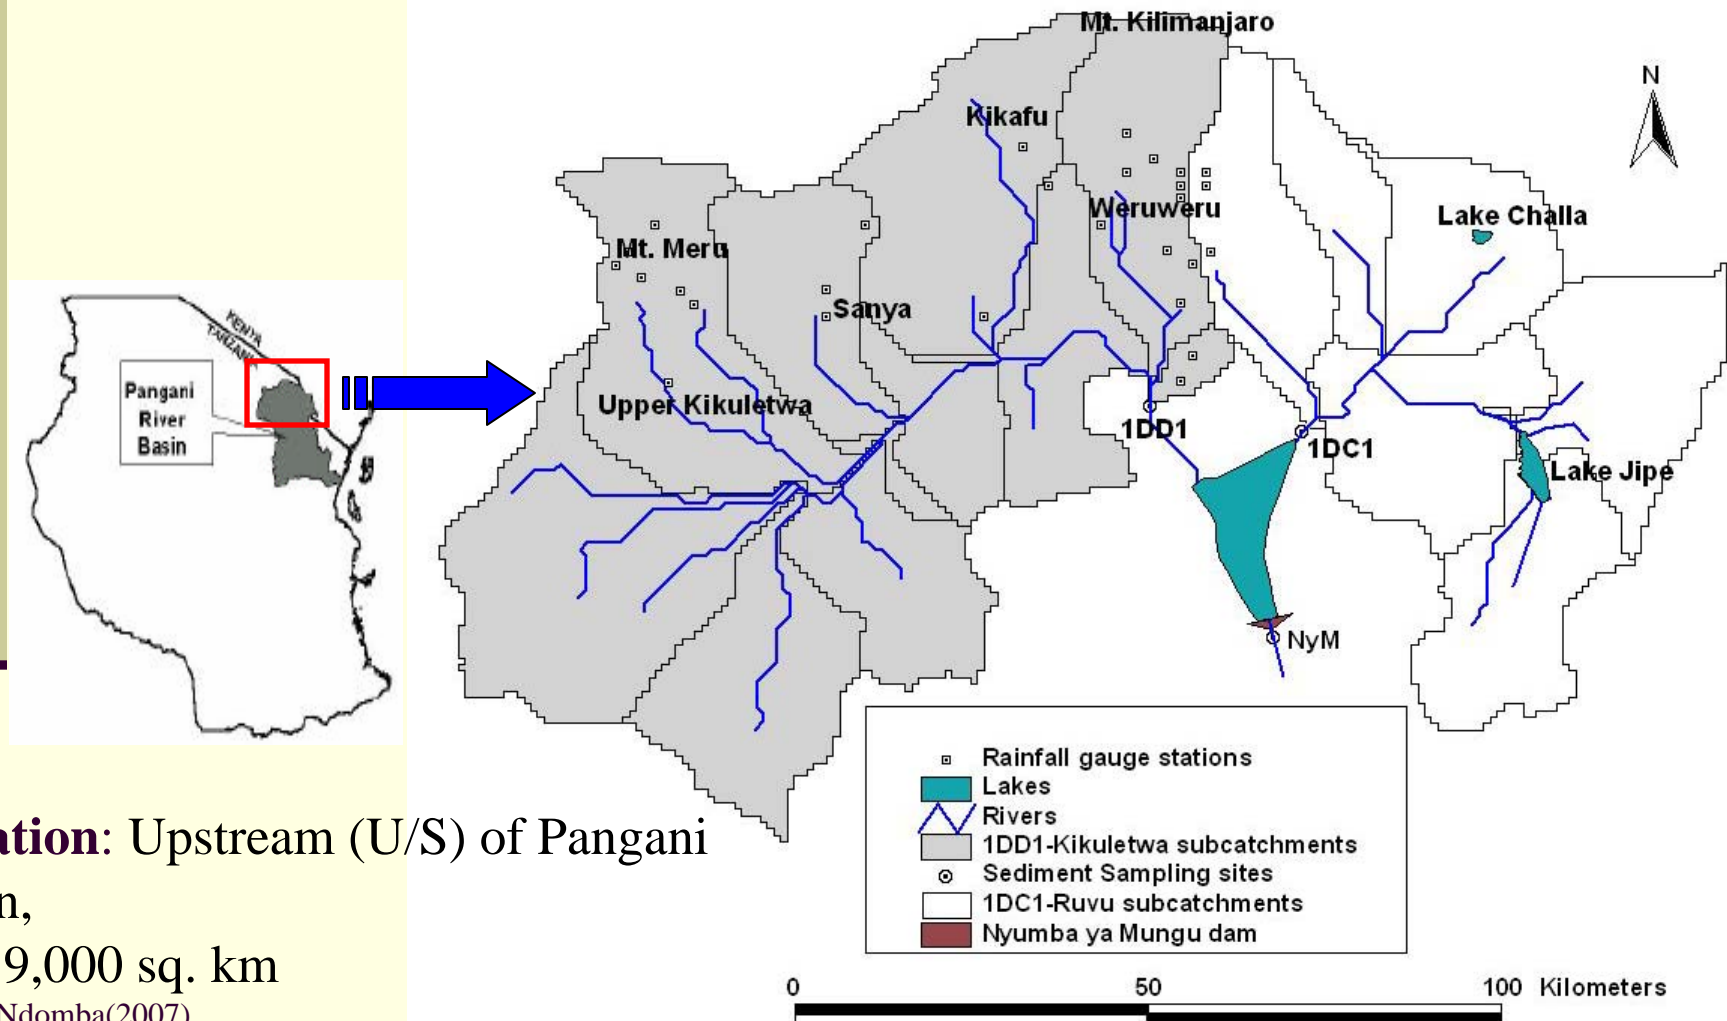 Mt. Kilimanjaro
N
Kikafu
Weruweru
Lake Challa
Mt. Meru
Sanya
KENYA
TANZANI
Pangani
River
Basin
Upper Kikuletwa
1DD1
1DC1
Lake Jipe
NyM
Rainfall gauge stations
Lakes
Rivers
1DD1-Kikuletwa subcatchments
Sediment Sampling sites
1DC1-Ruvu subcatchments
Nyumba ya Mungu dam
ation: Upstream (U/S) of Pangani
n,
9,000 sq. km
Ndomba(2007)
0 50 100 Kilometers